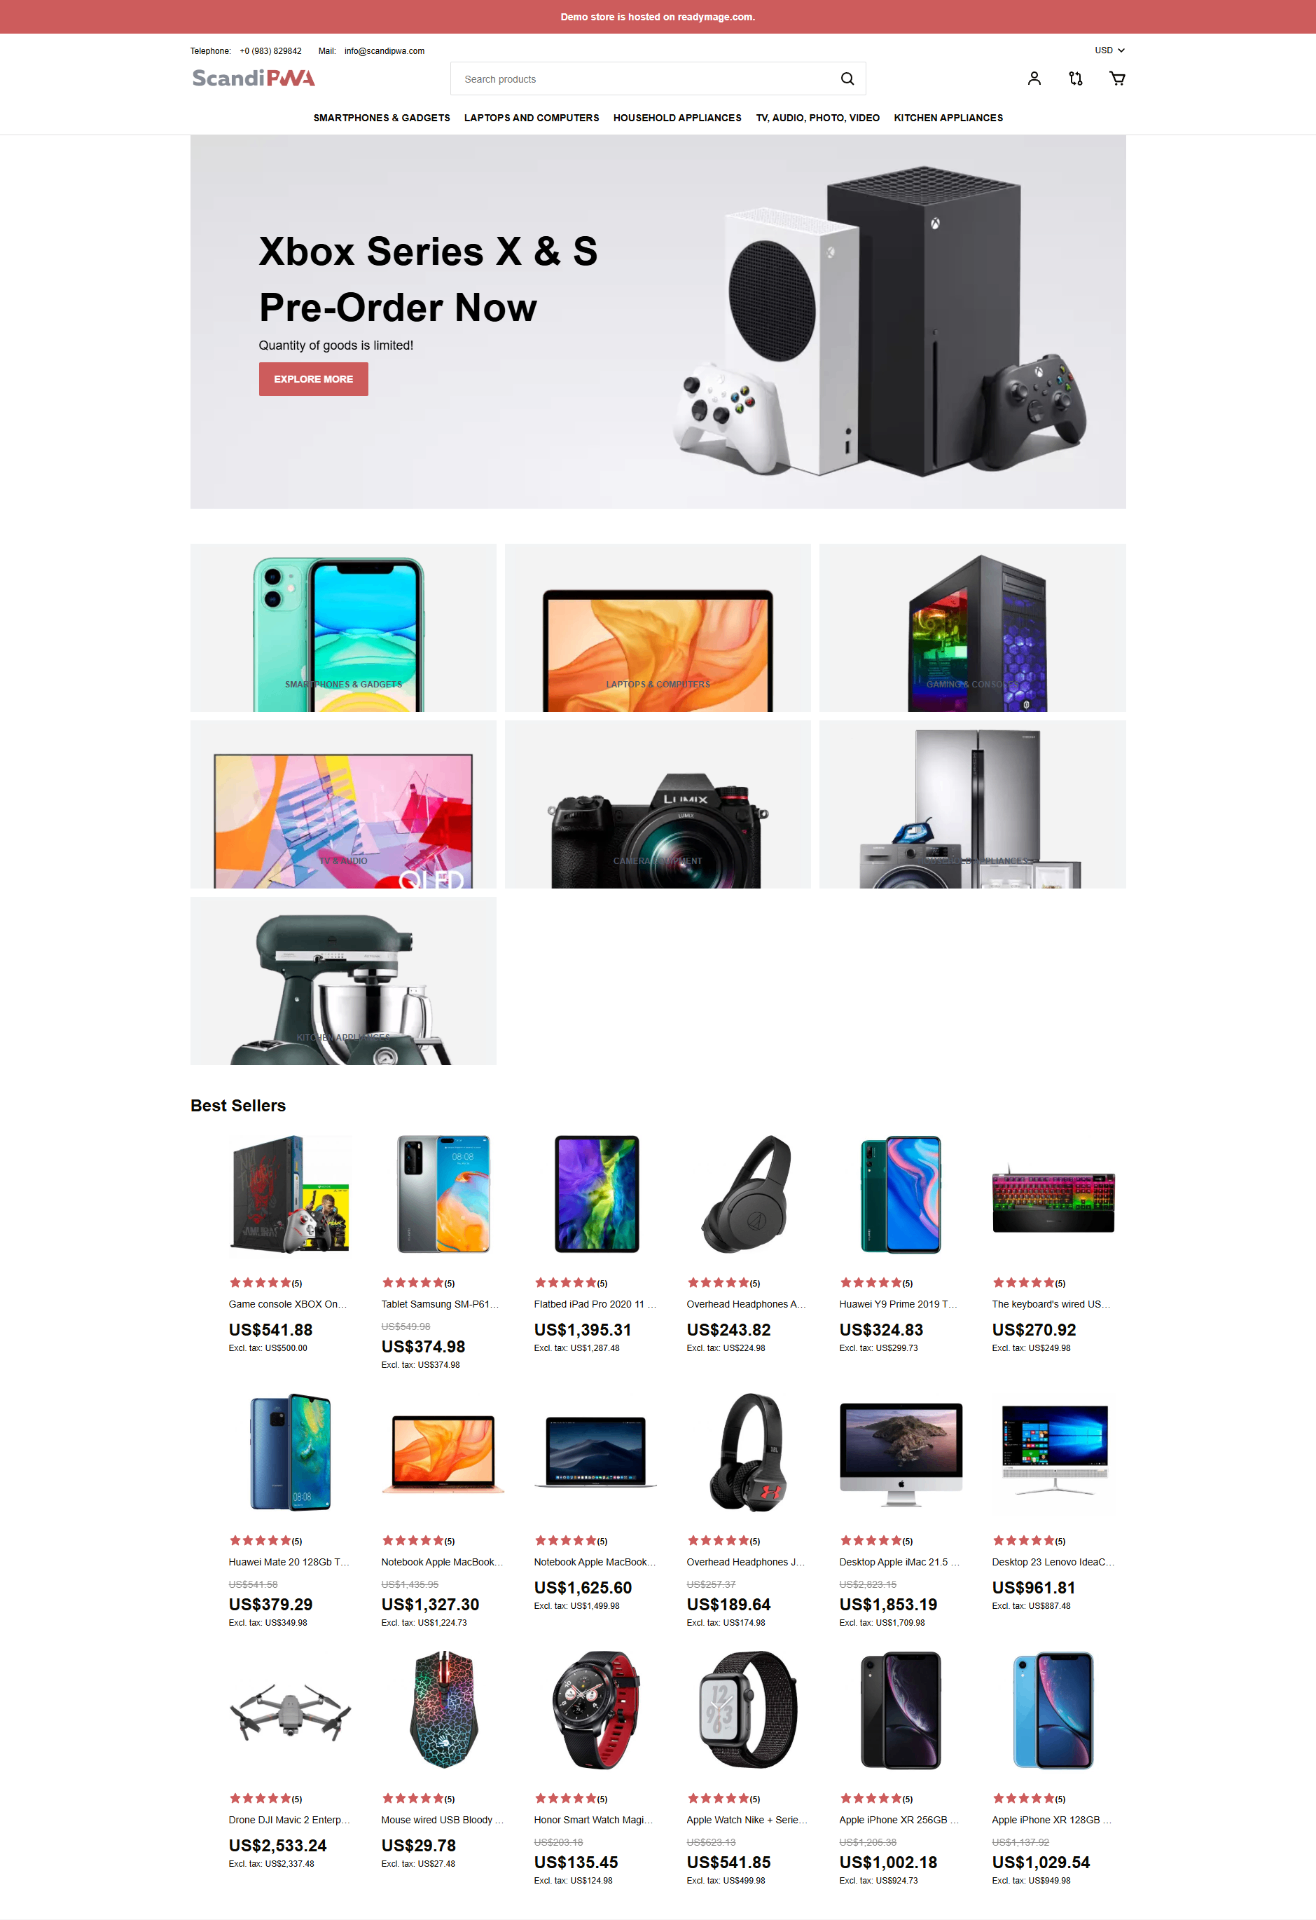 Demo store is hosted on readymage.com.
Telephone: +0 (983) 829842 Mail: info@scandipwa.com
USD
ScandiPWA
Search products
SMARTPHONES & GADGETS LAPTOPS AND COMPUTERS HOUSEHOLD APPLIANCES TV, AUDIO, PHOTO, VIDEO KITCHEN APPLIANCES
Xbox Series X & S
Pre-Order Now
Quantity of goods is limited!
EXPLORE MORE
SMARTPHONES & GADGETS
LAPTOPS & COMPUTERS
GAMING & CONSO
TV & AUDIO
QLED
LUMIX
LUMIX
CAMERA EQUIPMENT
APPLIANCES
KITCHEN APPLIANCES
Best Sellers
08:08
(5) (5) (5) (5) (5) (5)
Game console XBOX On... Tablet Samsung SM-P61... Flatbed iPad Pro 2020 11 ... Overhead Headphones A... Huawei Y9 Prime 2019 T... The keyboard's wired US...
US$549.98
US$541.88 US$374.98 US$1,395.31 US$243.82 US$324.83 US$270.92
Excl. tax: US$500.00 Excl. tax: US$374.98 Excl. tax: US$1,287.48 Excl. tax: US$224.98 Excl. tax: US$299.73 Excl. tax: US$249.98
08:08
JBL
(5) (5) (5) (5) (5) (5)
Huawei Mate 20 128Gb T... Notebook Apple MacBook... Notebook Apple MacBook... Overhead Headphones J... Desktop Apple iMac 21.5 ... Desktop 23 Lenovo IdeaC...
US$541.58 US$1,435.95 US$257.37 US$2,823.15
US$379.29 US$1,327.30 US$1,625.60 US$189.64 US$1,853.19 US$961.81
Excl. tax: US$349.98 Excl. tax: US$1,224.73 Excl. tax: US$1,499.98 Excl. tax: US$174.98 Excl. tax: US$1,709.98 Excl. tax: US$887.48
(5) (5) (5) (5) (5) (5)
Drone DJI Mavic 2 Enterp... Mouse wired USB Bloody ... Honor Smart Watch Magi... Apple Watch Nike + Serie... Apple iPhone XR 256GB ... Apple iPhone XR 128GB ...
US$203.18 US$623.13 US$1,206.38 US$1,137.92
US$2,533.24 US$29.78 US$135.45 US$541.85 US$1,002.18 US$1,029.54
Excl. tax: US$2,337.48 Excl. tax: US$27.48 Excl. tax: US$124.98 Excl. tax: US$499.98 Excl. tax: US$924.73 Excl. tax: US$949.98